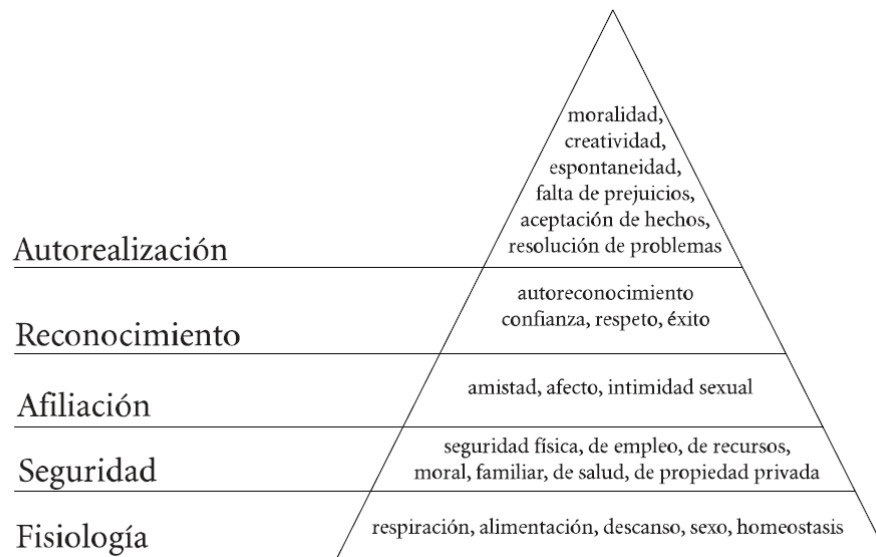 moralidad,
creatividad,
espontaneidad,
falta de prejuicios,
aceptación de hechos,
resolución de problemas
Autorealización
autoreconocimiento
confianza, respeto, éxito
Reconocimiento
amistad, afecto, intimidad sexual
Afiliación
seguridad física, de empleo, de recursos,
moral, familiar, de salud, de propiedad privada
Seguridad
respiración, alimentación, descanso, sexo, homeostasis
Fisiología